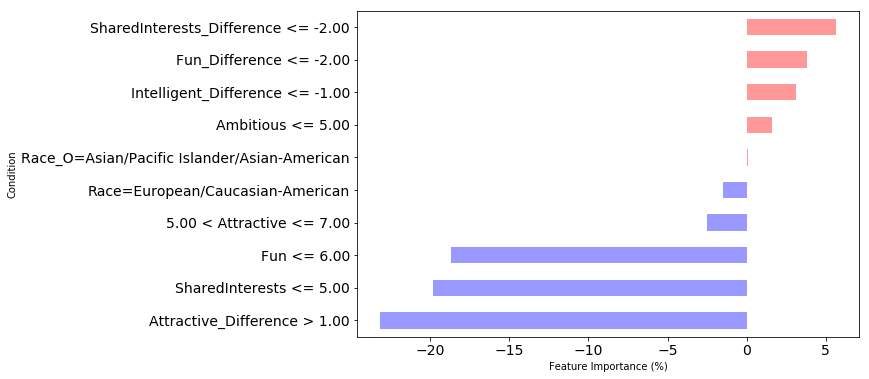 SharedInterests_Difference <= -2.00
Fun_Difference <= -2.00
Intelligent_Difference <= -1.00
Ambitious <= 5.00
Race_O=Asian/Pacific Islander/Asian-American
Race=European/Caucasian-American
5.00 < Attractive <= 7.00
Fun <= 6.00
SharedInterests <= 5.00
Attractive_Difference > 1.00
Condition
−20 −15 −10 −5 0 5
Feature Importance (%)